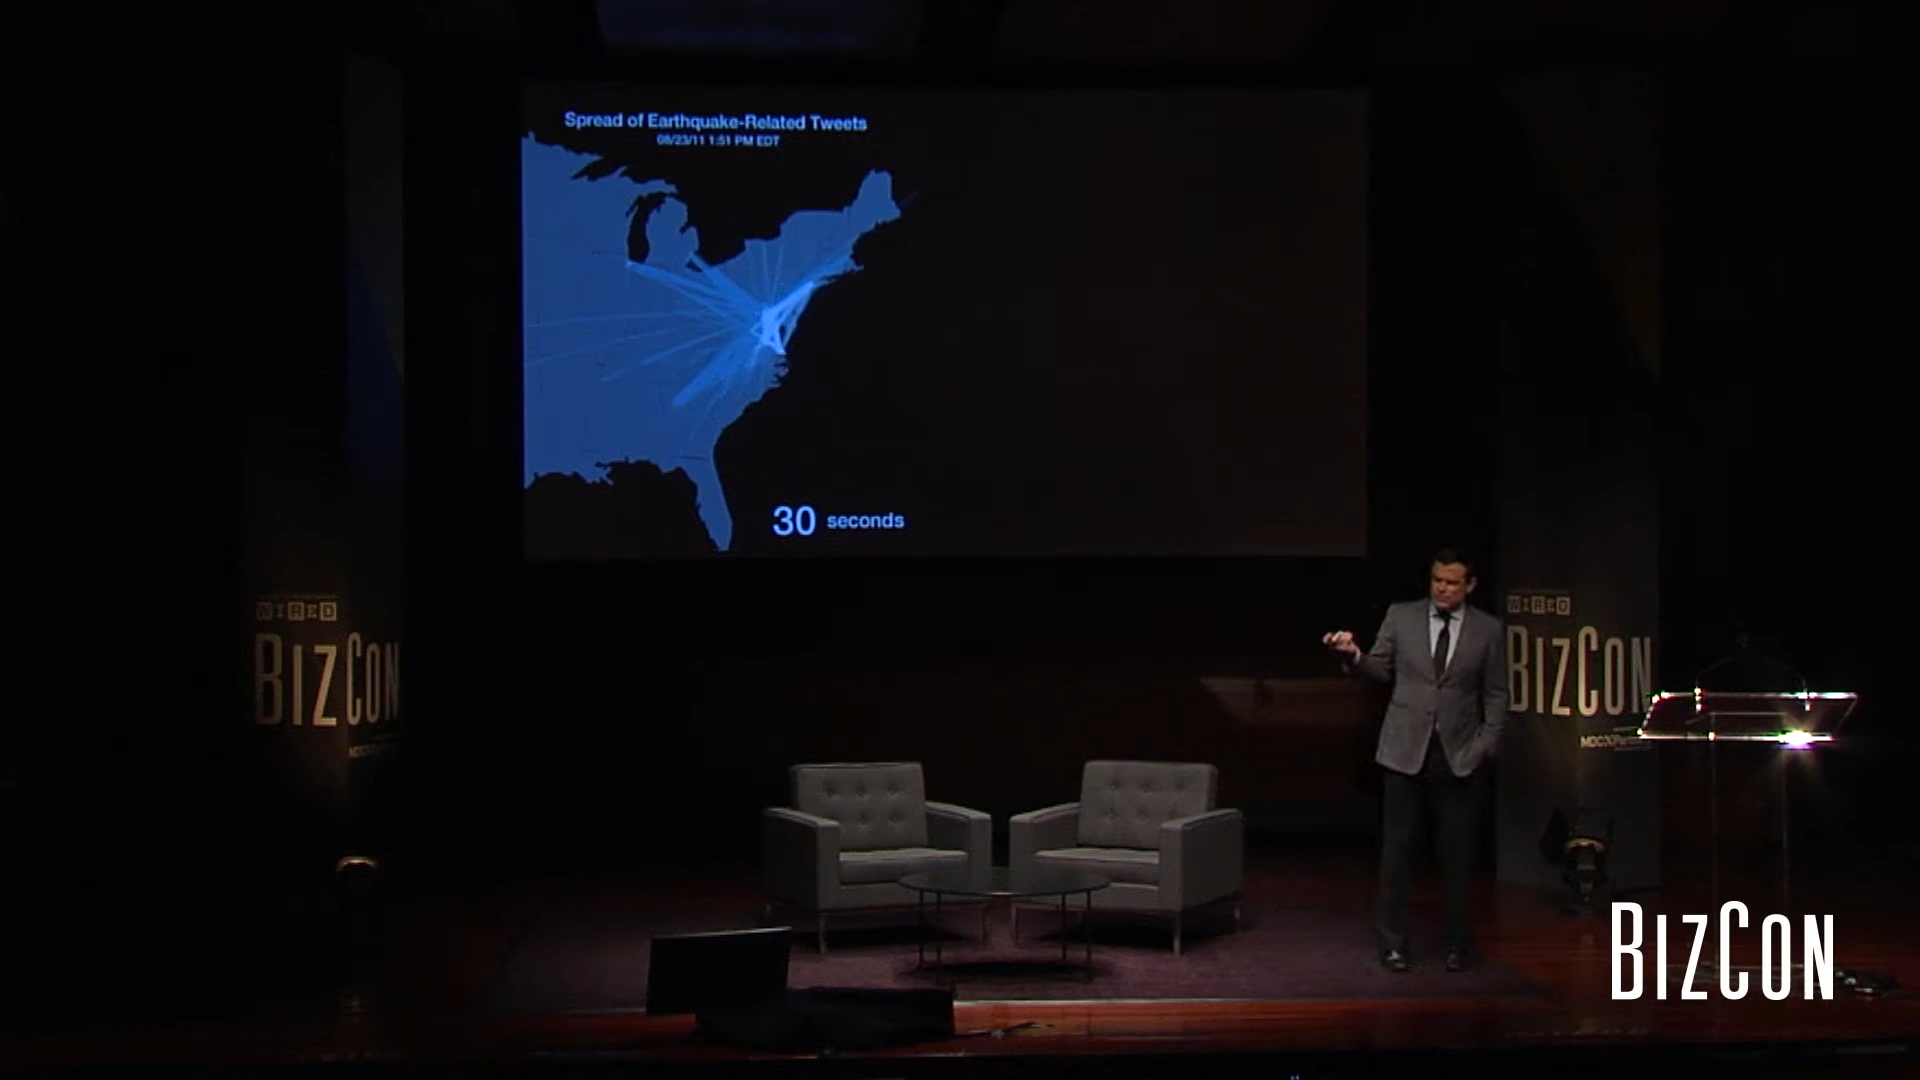 Spread of Earthquake-Related Tweets
08/23/11 1:51 PM EDT
30 seconds
WIRED
BIZCON
WIRED
BIZCON
BIZCON